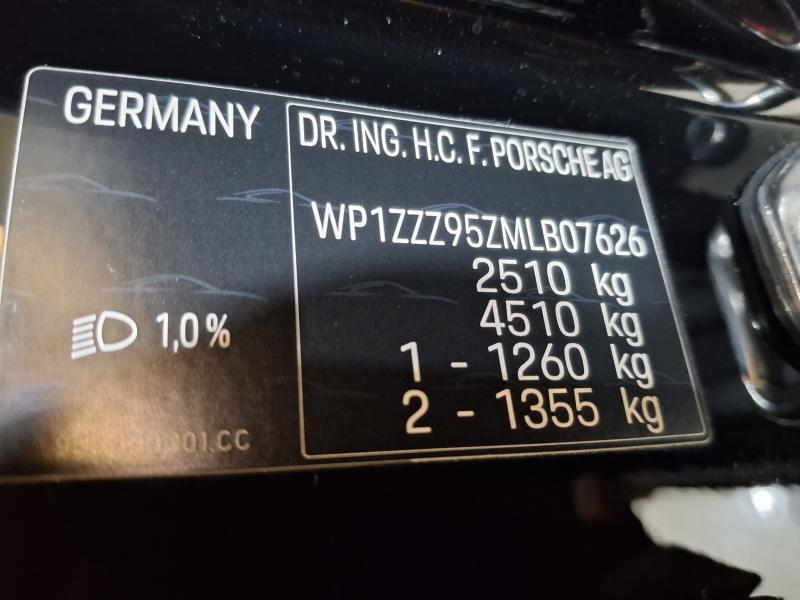 GERMANY
DR. ING. H.C. F. PORSCHE AG
WP1ZZZ95ZMLB07626
2510 kg
4510 kg
1 - 1260 kg
2 - 1355 kg
1,0%